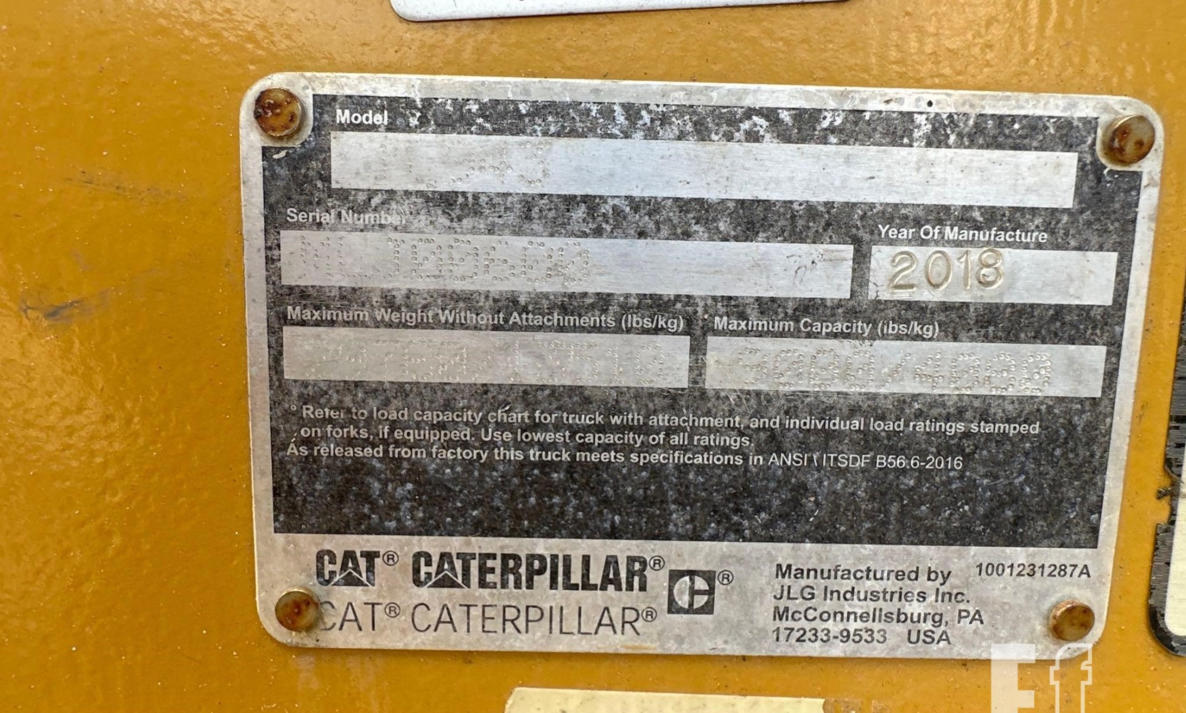 Model
Serial Number
Year Of Manufacture
2018
Maximum Weight Without Attachments (lbs/kg)
Maximum Capacity (lbs/kg)
° Refer to load capacity chart for truck with attachment, and individual load ratings stamped
on forks, if equipped. Use lowest capacity of all ratings.
As released from factory this truck meets specifications in ANSI \ ITSDF B56.6-2016
CAT® CATERPILLAR® ®
CAT® CATERPILLAR®
Manufactured by 1001231287A
JLG Industries Inc.
McConnellsburg, PA
17233-9533 USA